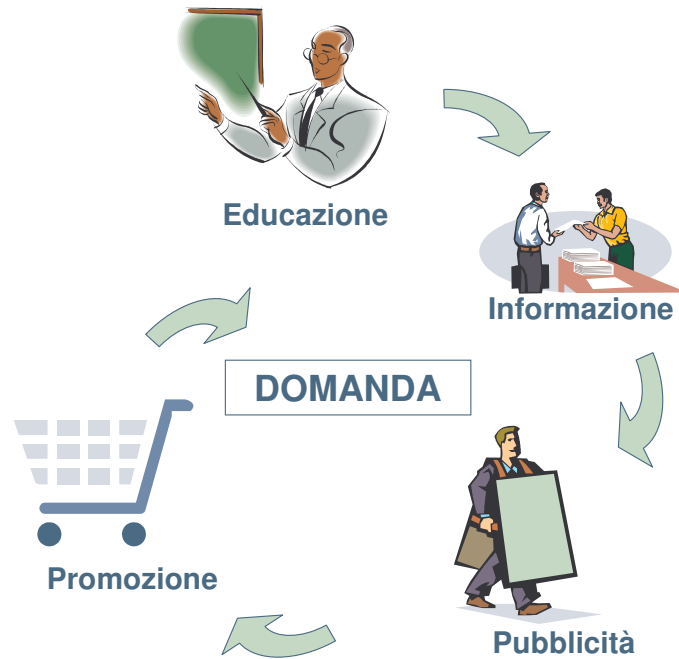 Educazione
Informazione
DOMANDA
Promozione
Pubblicità